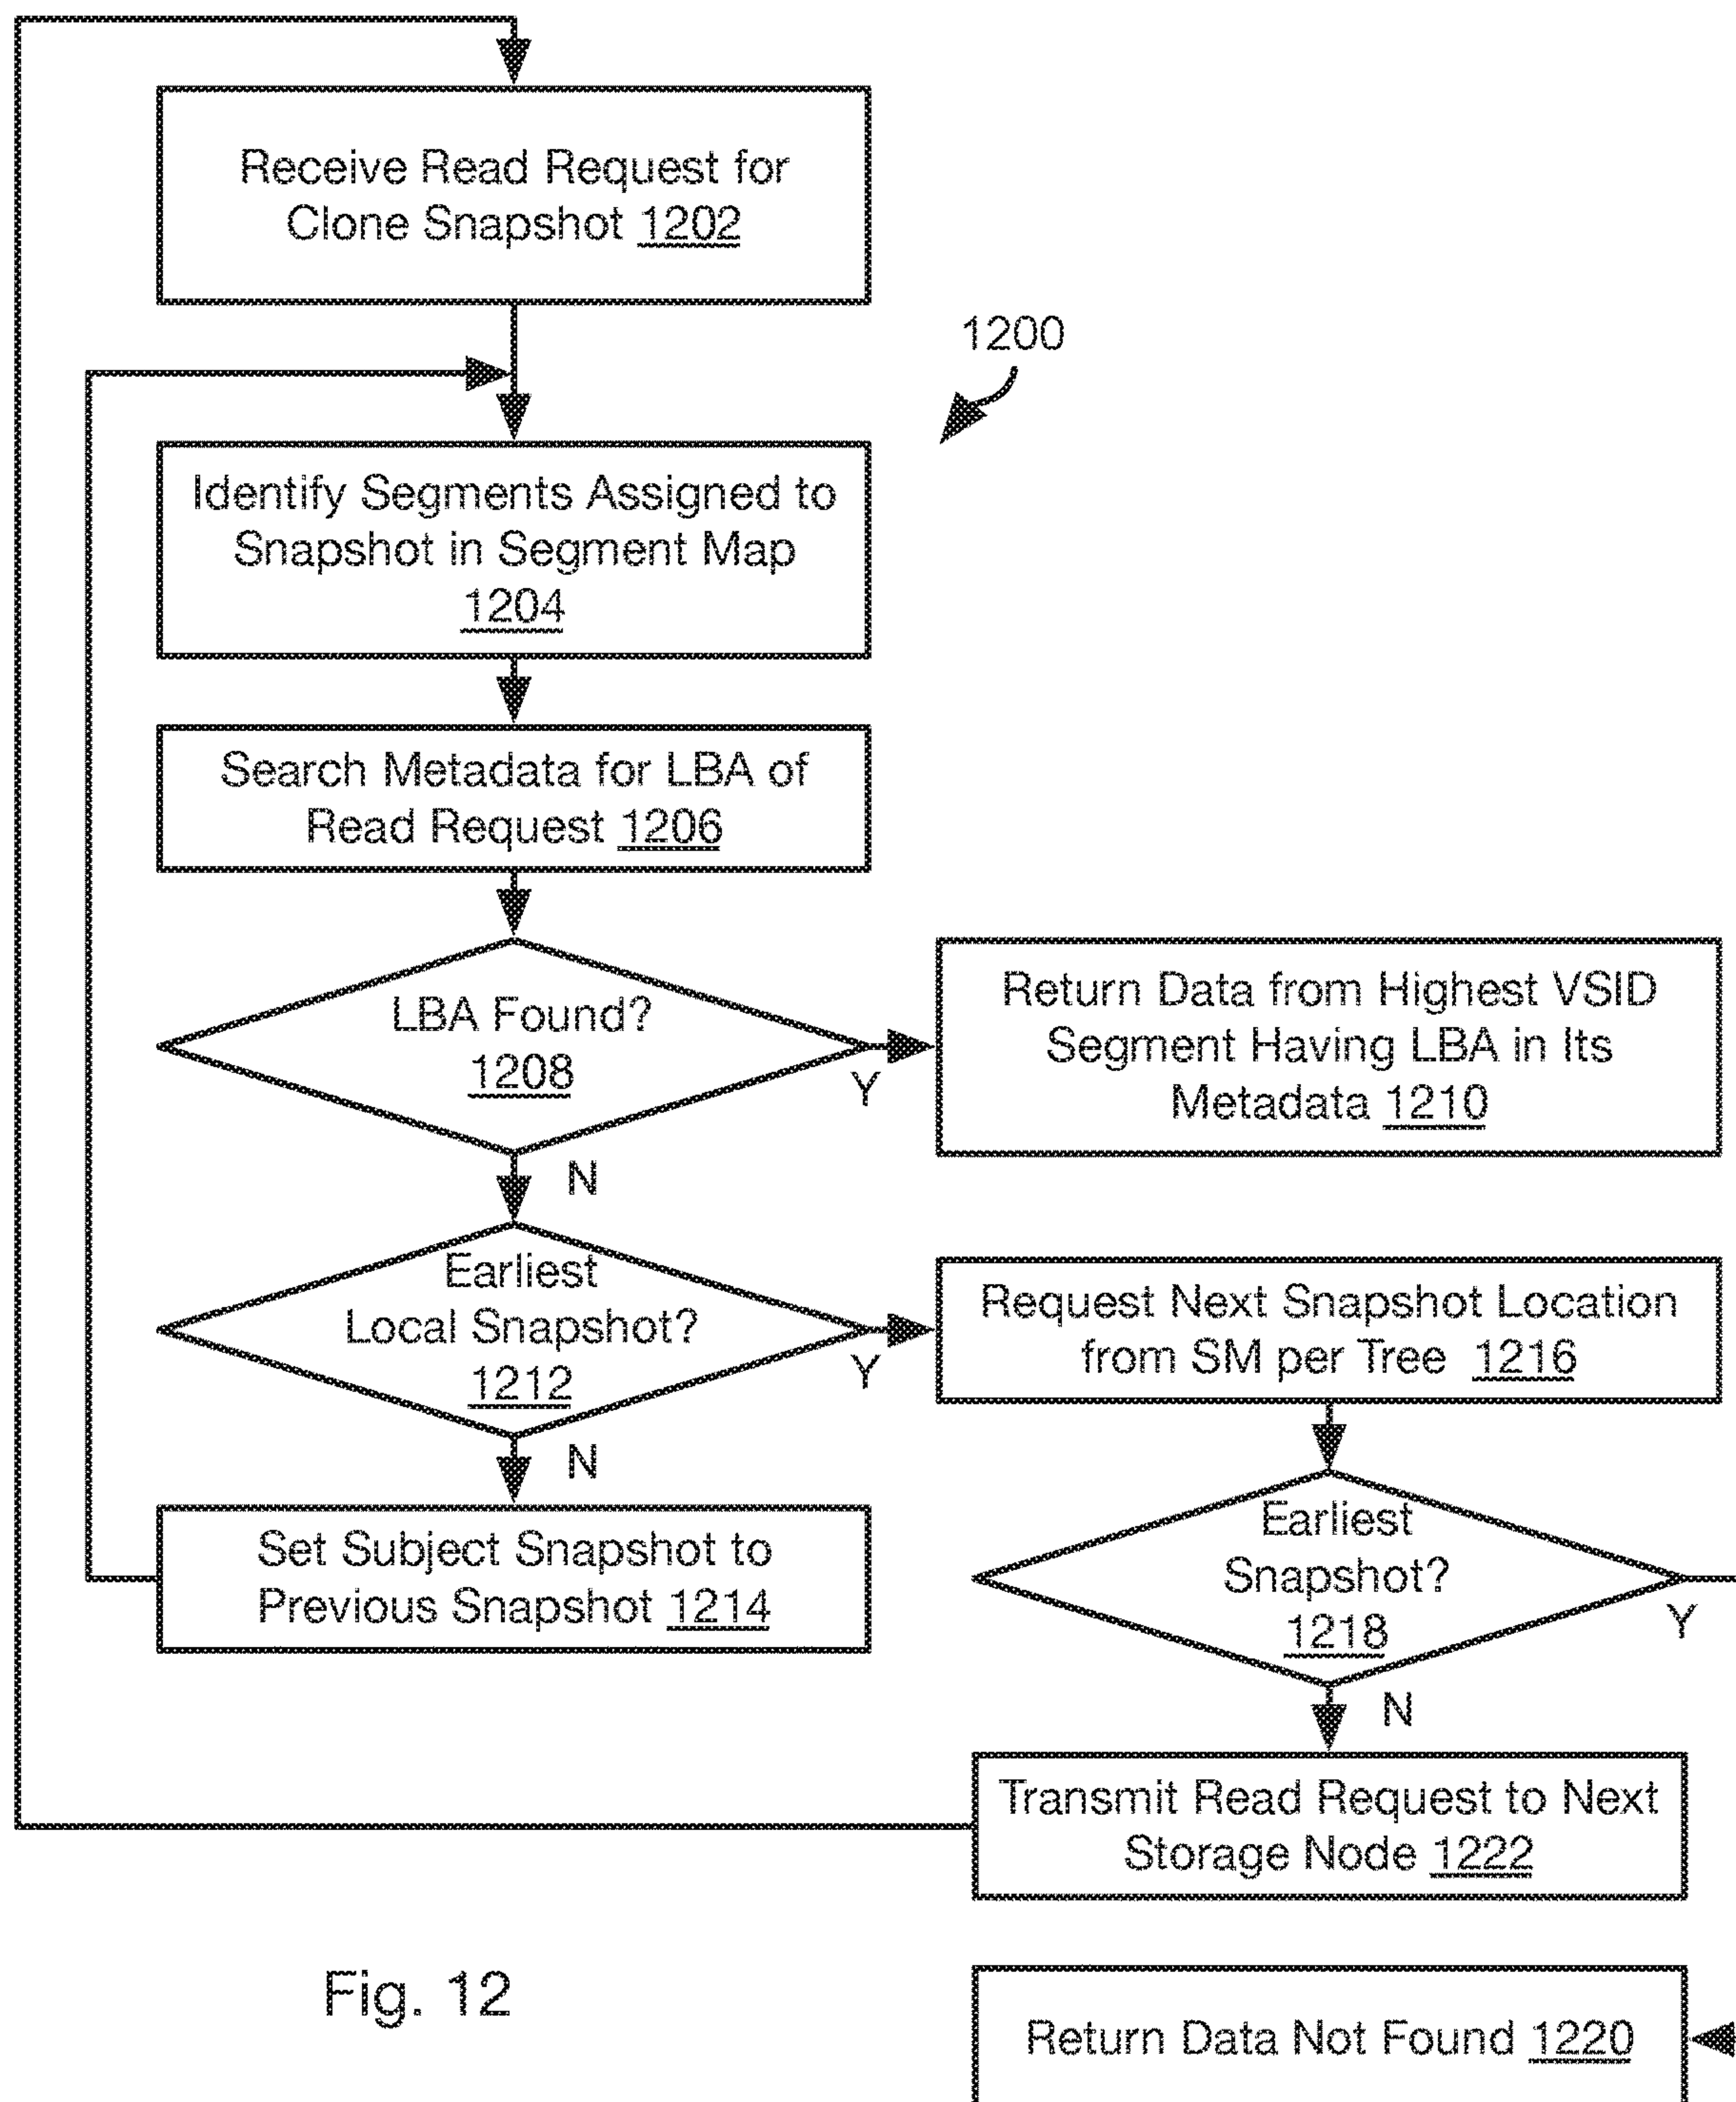 Receive Read Request for
Clone Snapshot 1202
1200
Identify Segments Assigned to
Snapshot in Segment Map
1204
Search Metadata for LBA of
Read Request 1206
LBA Found?
1208
Y
Return Data from Highest VSID
Segment Having LBA in Its
Metadata 1210
N
Earliest
Local Snapshot?
1212
Y
Request Next Snapshot Location
from SM per Tree 1216
N
Set Subject Snapshot to
Previous Snapshot 1214
Earliest
Snapshot?
1218
Y
N
Transmit Read Request to Next
Storage Node 1222
Return Data Not Found 1220
Fig. 12